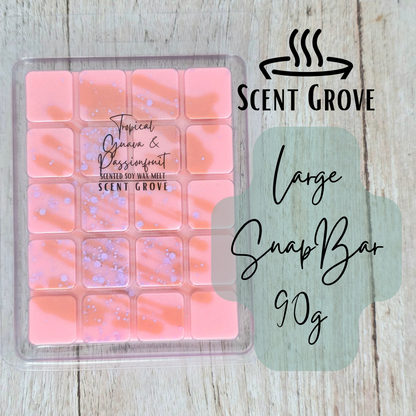 Tropical
Guava &
Passionfruit
SCENTED SOY WAX MELT
SCENT GROVE
SCENT GROVE
Large
SnapBar
90g